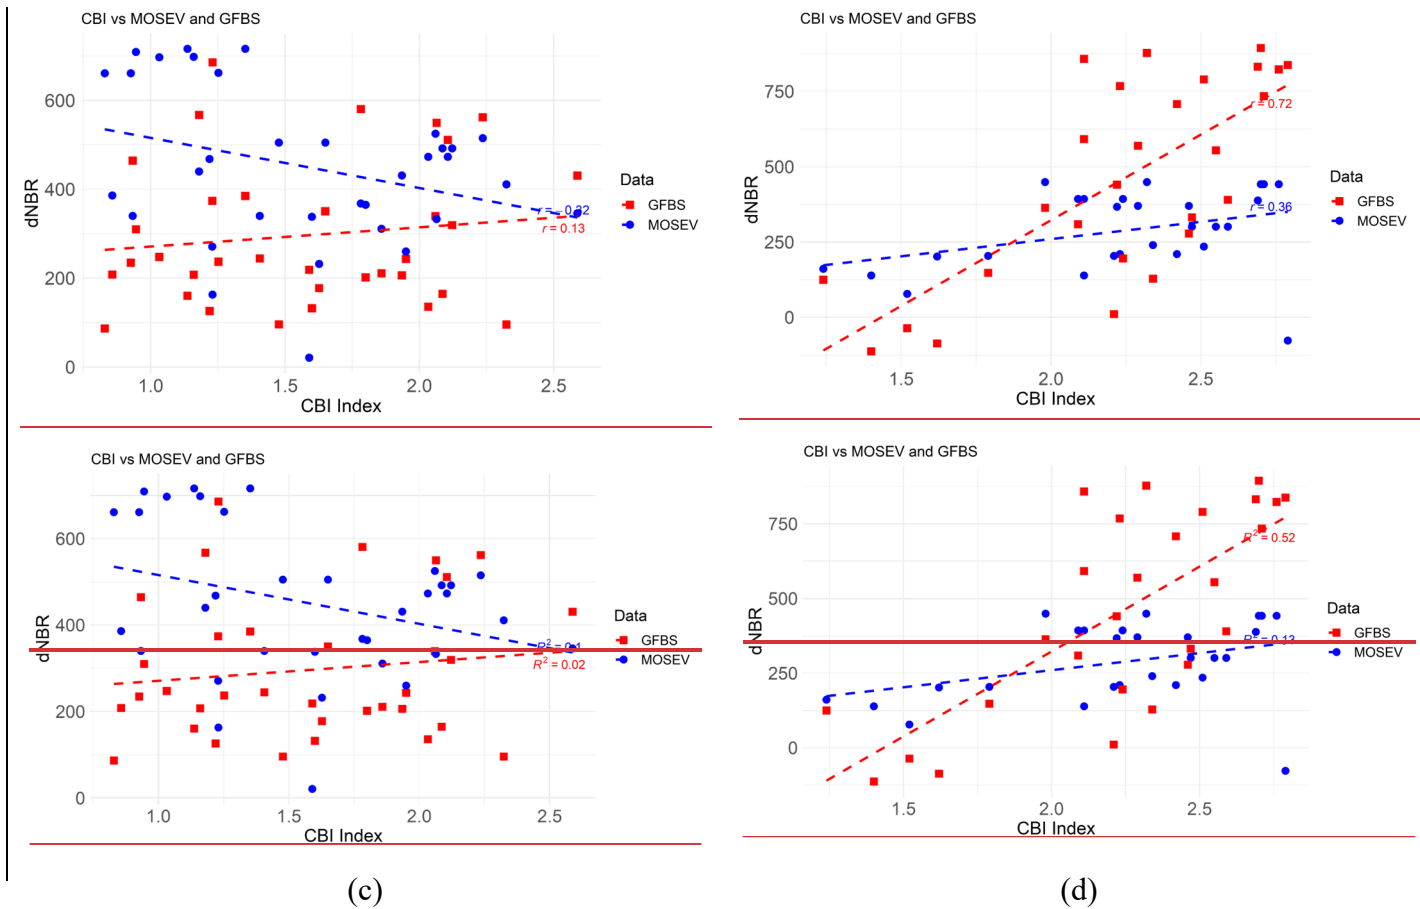 CBI vs MOSEV and GFBS
600
400
200
0
dNBR
r = −0.32
r = 0.13
1.0 1.5 2.0 2.5
CBI Index
Data
GFBS
MOSEV
CBI vs MOSEV and GFBS
750
500
250
0
dNBR
r = 0.72
r = 0.36
1.5 2.0 2.5
CBI Index
Data
GFBS
MOSEV
CBI vs MOSEV and GFBS
600
400
200
0
dNBR
R² = 0.1
R² = 0.02
1.0 1.5 2.0 2.5
CBI Index
Data
GFBS
MOSEV
(c)
CBI vs MOSEV and GFBS
750
500
250
0
dNBR
R² = 0.52
R² = 0.13
1.5 2.0 2.5
CBI Index
Data
GFBS
MOSEV
(d)